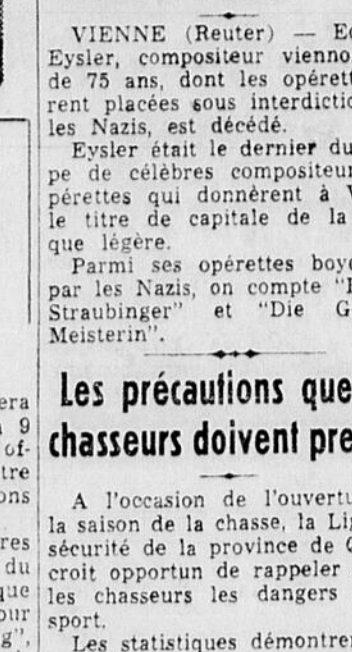 VIENNE (Reuter) — Ed
Eysler, compositeur vienno
de 75 ans, dont les opérett
rent placées sous interdictio
les Nazis, est décédé.
Eysler était le dernier du
pe de célèbres compositeur
pérettes qui donnèrent à V
le titre de capitale de la
que légère.
Parmi ses opérettes boyc
par les Nazis, on compte "
Straubinger" et "Die G
Meisterin".
Les précautions que
chasseurs doivent pre
A l'occasion de l'ouvertu
la saison de la chasse, la Lig
sécurité de la province de
croit opportun de rappeler
les chasseurs les dangers
sport.
Les statistiques démontren
era
9
of-
tre
ons
res
du
que
our
g",